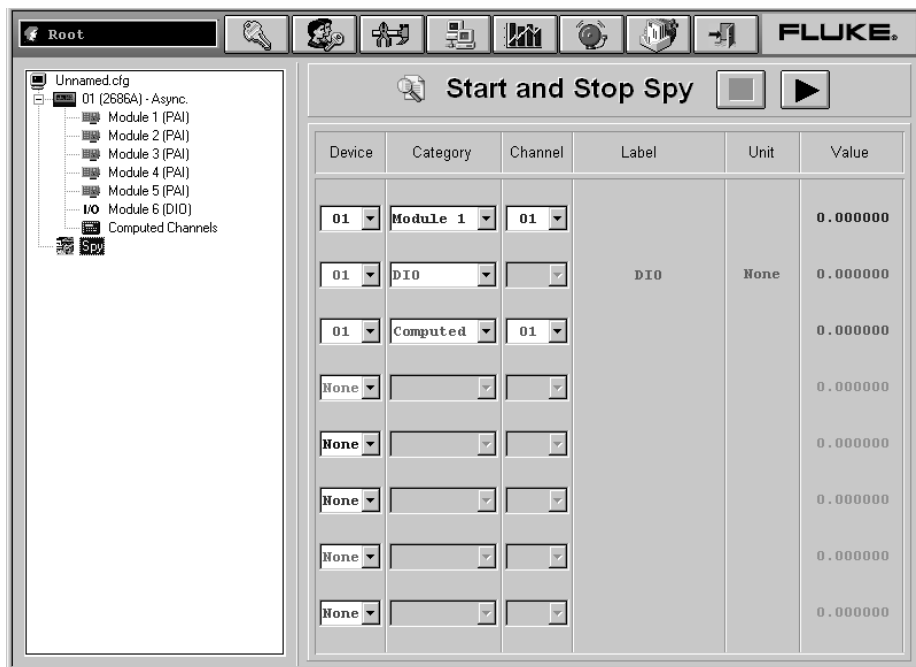 Root
FLUKE®
Unnamed.cfg
01 (2686A) - Async.
Module 1 (PAI)
Module 2 (PAI)
Module 3 (PAI)
Module 4 (PAI)
Module 5 (PAI)
I/O Module 6 (DIO)
Computed Channels
Spy
Start and Stop Spy
Device Category Channel Label Unit Value
01 Module 1 01 0.000000
01 DIO DIO None 0.000000
01 Computed 01 0.000000
None 0.000000
None 0.000000
None 0.000000
None 0.000000
None 0.000000